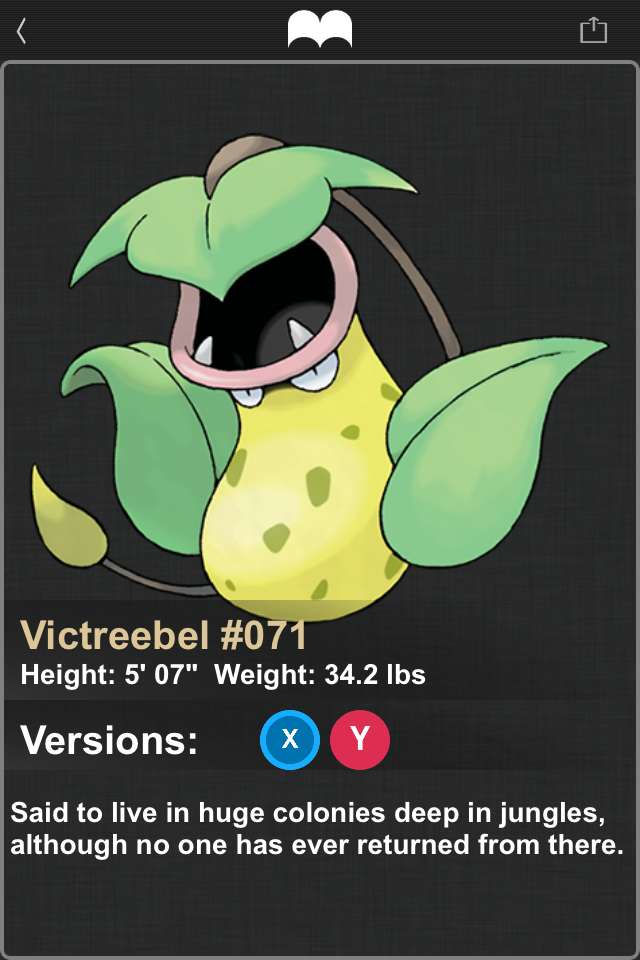 Victreebel #071
Height: 5' 07" Weight: 34.2 lbs
Versions: X Y
Said to live in huge colonies deep in jungles,
although no one has ever returned from there.